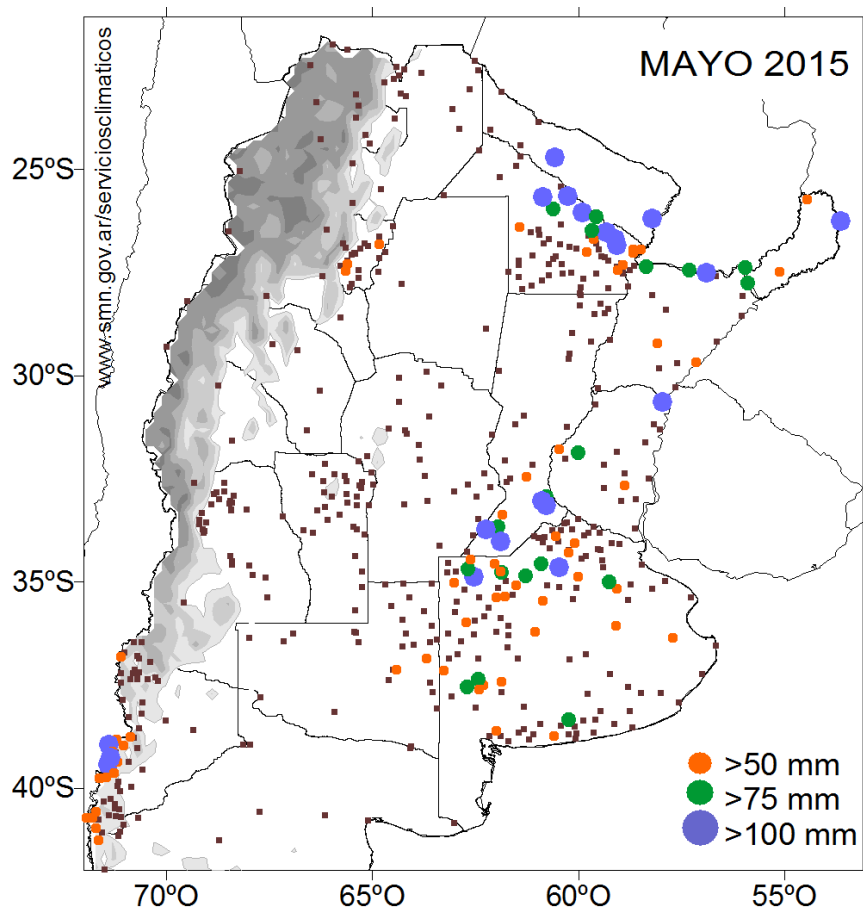 MAYO 2015
www.smn.gov.ar/serviciosclimaticos
25ºS
30ºS
35ºS
40ºS
>50 mm
>75 mm
>100 mm
70ºO
65ºO
60ºO
55ºO